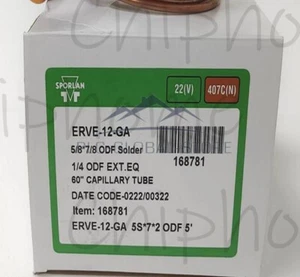 SPORLAN
22(V)
407C(N)
ERVE-12-GA
5/8*7/8 ODF Solder
168781
1/4 ODF EXT.EQ
60" CAPILLARY TUBE
DATE CODE-0222/00322
Item: 168781
ERVE-12-GA 5S*7*2 ODF 5'